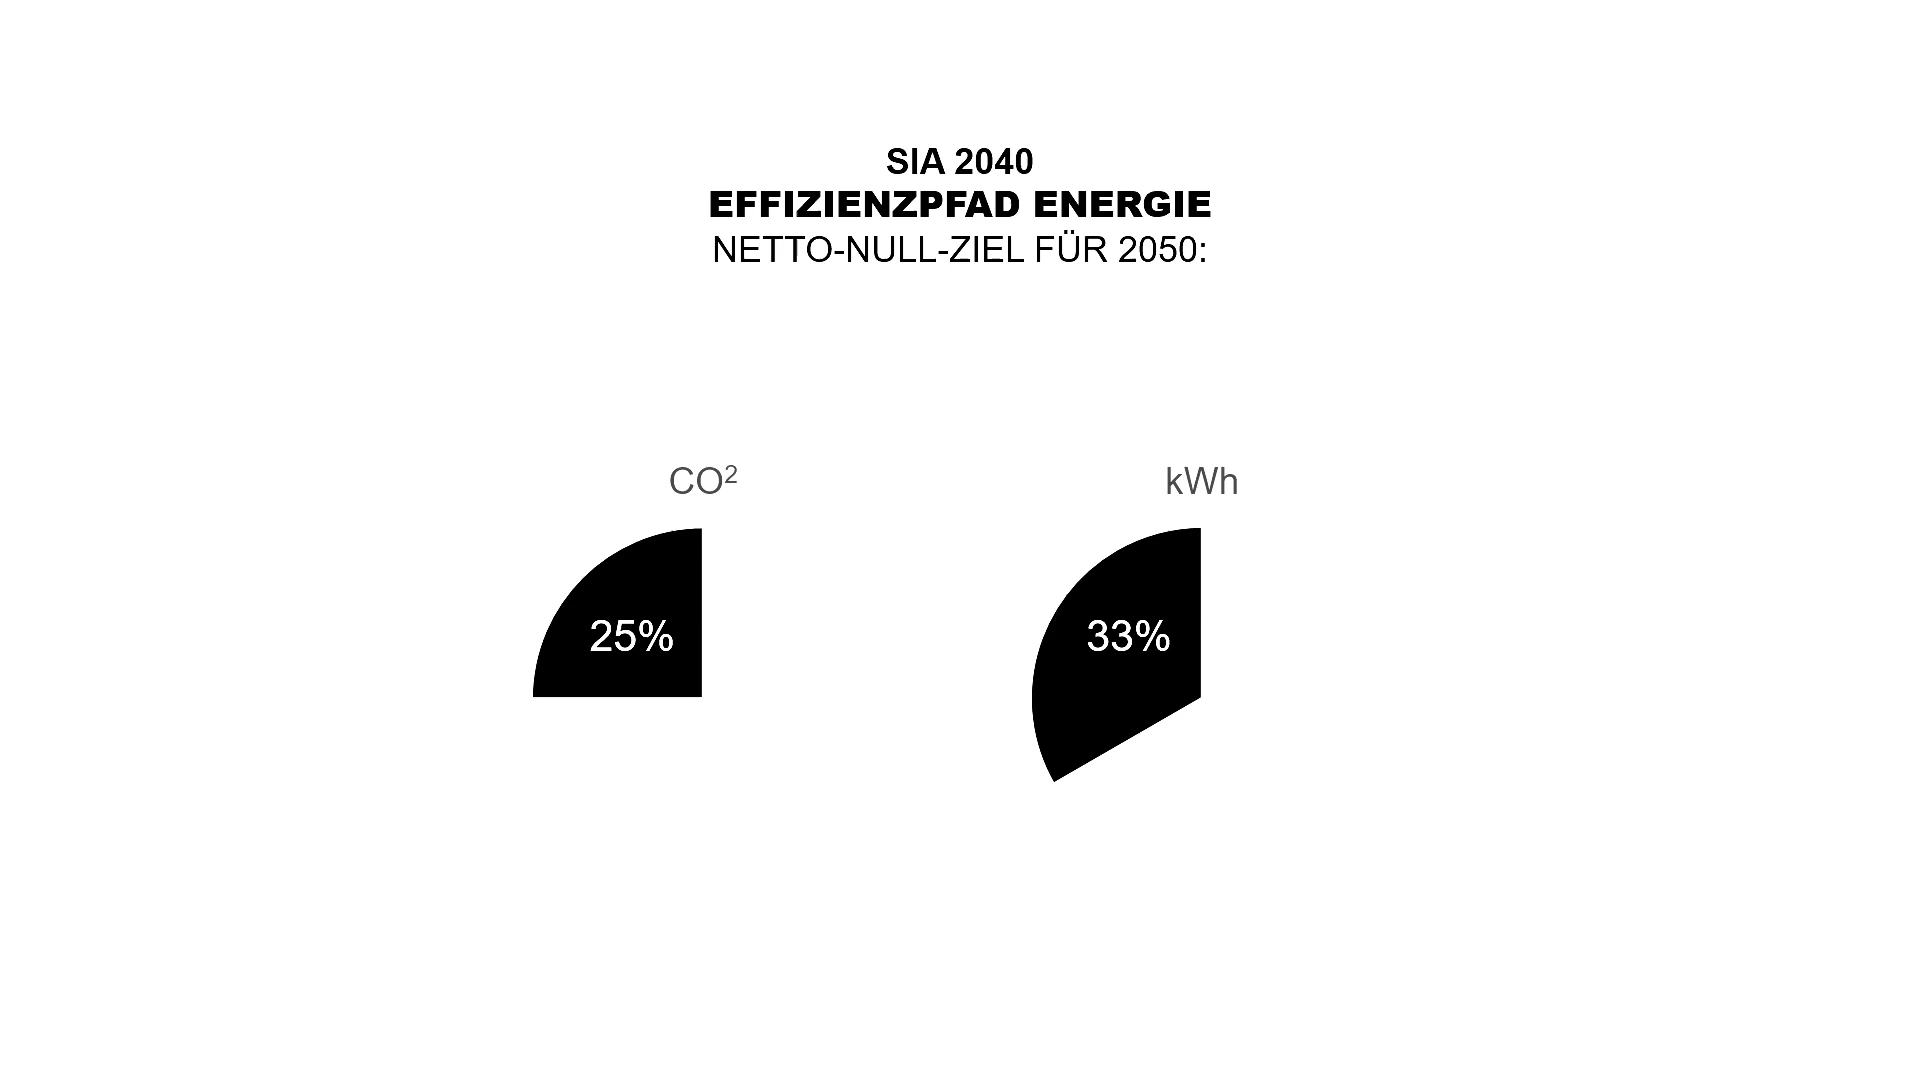 SIA 2040
EFFIZIENZPFAD ENERGIE
NETTO-NULL-ZIEL FÜR 2050:
CO²
kWh
25%
33%